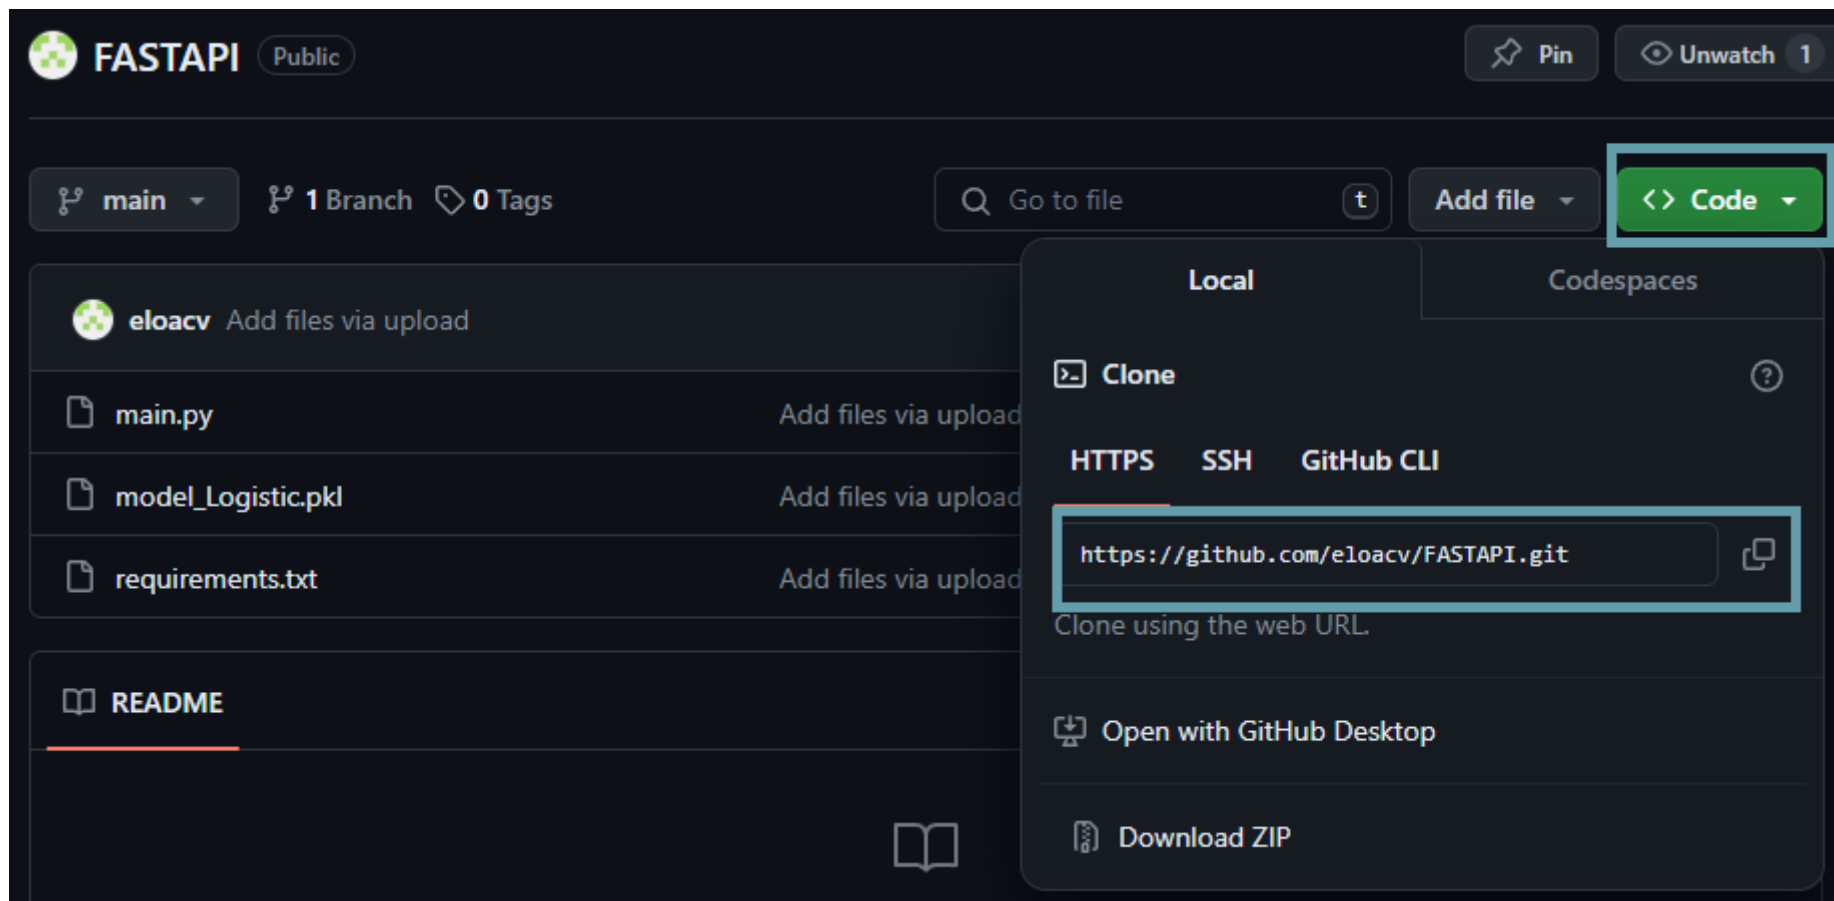 FASTAPI Public Pin Unwatch 1
main 1 Branch 0 Tags Go to file t Add file <> Code
Local Codespaces
eloacv Add files via upload
Clone
main.py Add files via upload
HTTPS SSH GitHub CLI
model_Logistic.pkl Add files via upload
https://github.com/eloacv/FASTAPI.git
requirements.txt Add files via upload
Clone using the web URL.
README
Open with GitHub Desktop
Download ZIP